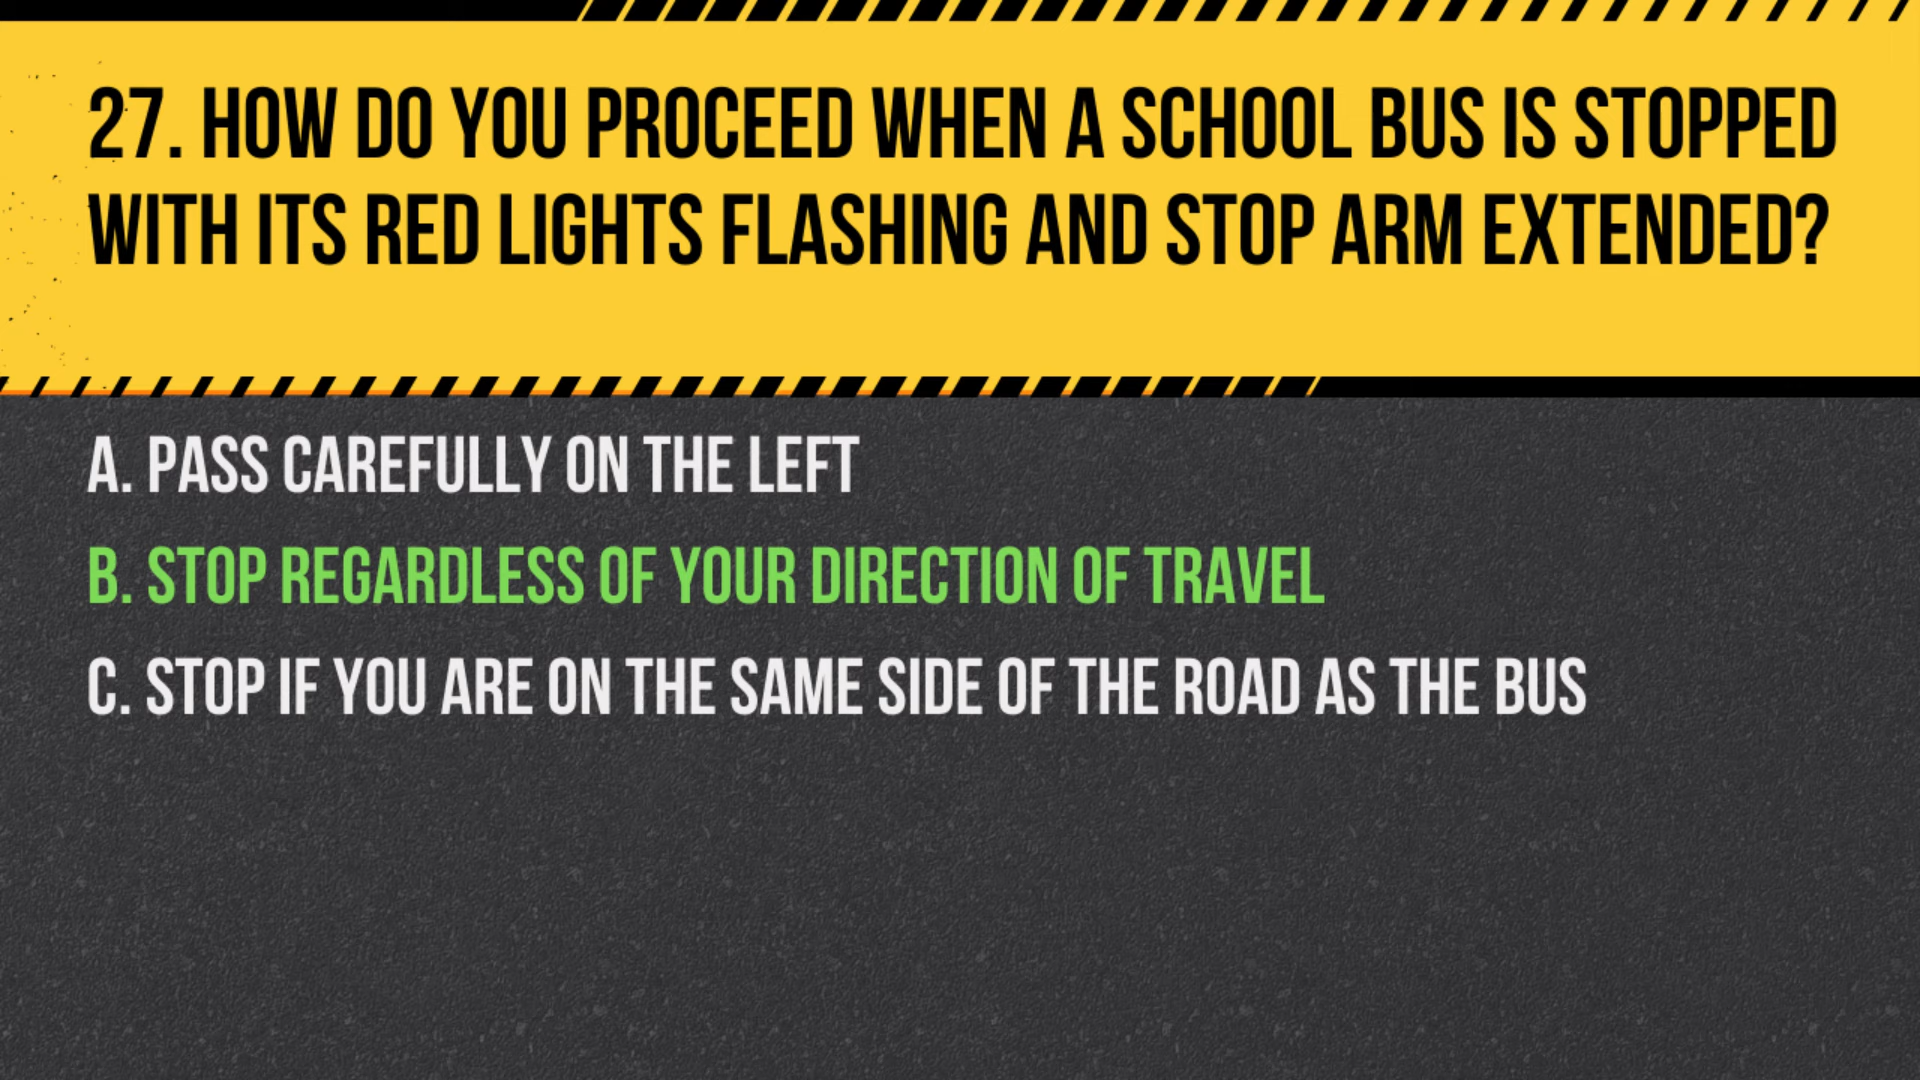 27. HOW DO YOU PROCEED WHEN A SCHOOL BUS IS STOPPED
WITH ITS RED LIGHTS FLASHING AND STOP ARM EXTENDED?
A. PASS CAREFULLY ON THE LEFT
B. STOP REGARDLESS OF YOUR DIRECTION OF TRAVEL
C. STOP IF YOU ARE ON THE SAME SIDE OF THE ROAD AS THE BUS